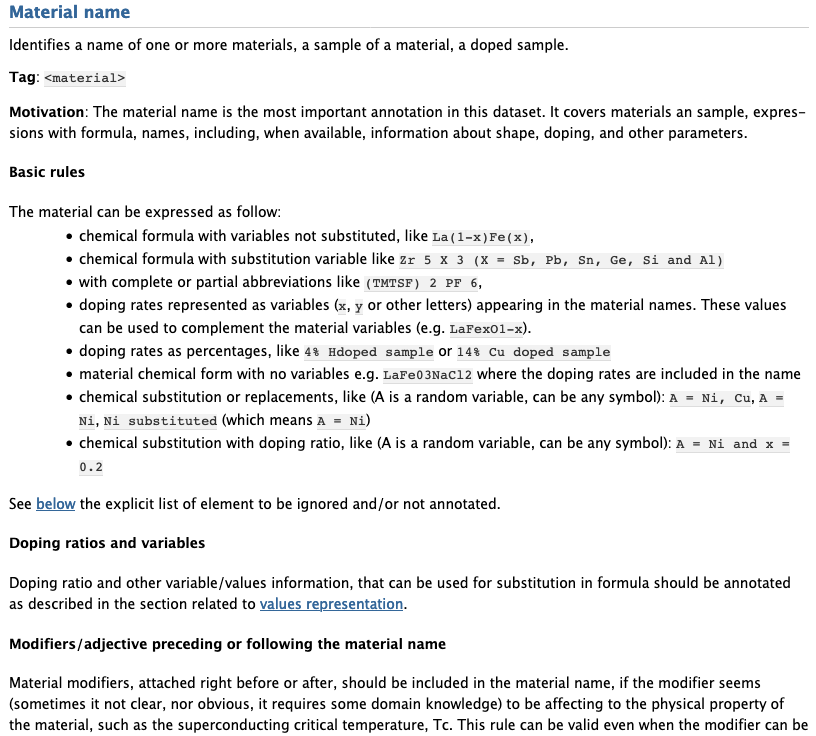 Material name
Identifies a name of one or more materials, a sample of a material, a doped sample.
Tag: <material>
Motivation: The material name is the most important annotation in this dataset. It covers materials an sample, expres-
sions with formula, names, including, when available, information about shape, doping, and other parameters.
Basic rules
The material can be expressed as follow:
• chemical formula with variables not substituted, like La(1-x)Fe(x),
• chemical formula with substitution variable like Zr 5 X 3 (X = Sb, Pb, Sn, Ge, Si and Al)
• with complete or partial abbreviations like (TMTSF) 2 PF 6,
• doping rates represented as variables (x, y or other letters) appearing in the material names. These values
can be used to complement the material variables (e.g. LaFexO1-x).
• doping rates as percentages, like 4% Hdoped sample or 14% Cu doped sample
• material chemical form with no variables e.g. LaFe03NaCl2 where the doping rates are included in the name
• chemical substitution or replacements, like (A is a random variable, can be any symbol): A = Ni, Cu, A =
Ni, Ni substituted (which means A = Ni)
• chemical substitution with doping ratio, like (A is a random variable, can be any symbol): A = Ni and x =
0.2
See below the explicit list of element to be ignored and/or not annotated.
Doping ratios and variables
Doping ratio and other variable/values information, that can be used for substitution in formula should be annotated
as described in the section related to values representation.
Modifiers/adjective preceding or following the material name
Material modifiers, attached right before or after, should be included in the material name, if the modifier seems
(sometimes it not clear, nor obvious, it requires some domain knowledge) to be affecting to the physical property of
the material, such as the superconducting critical temperature, Tc. This rule can be valid even when the modifier can be